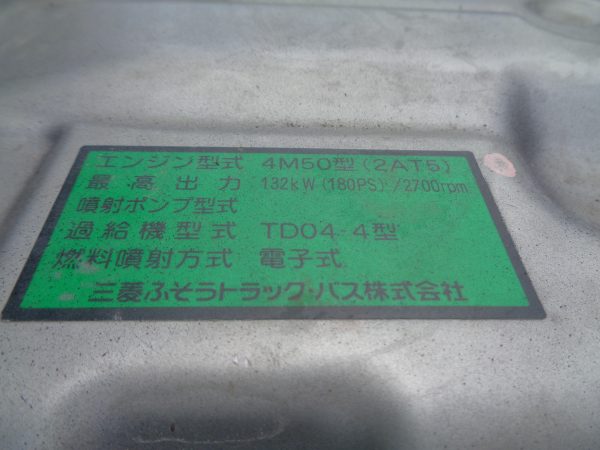 エンジン型式 4M50型(2AT5)
最高出力 132kW(180PS)/2700rpm
噴射ポンプ型式
過給機型式 TD04-4型
燃料噴射方式 電子式
三菱ふそうトラック・バス株式会社